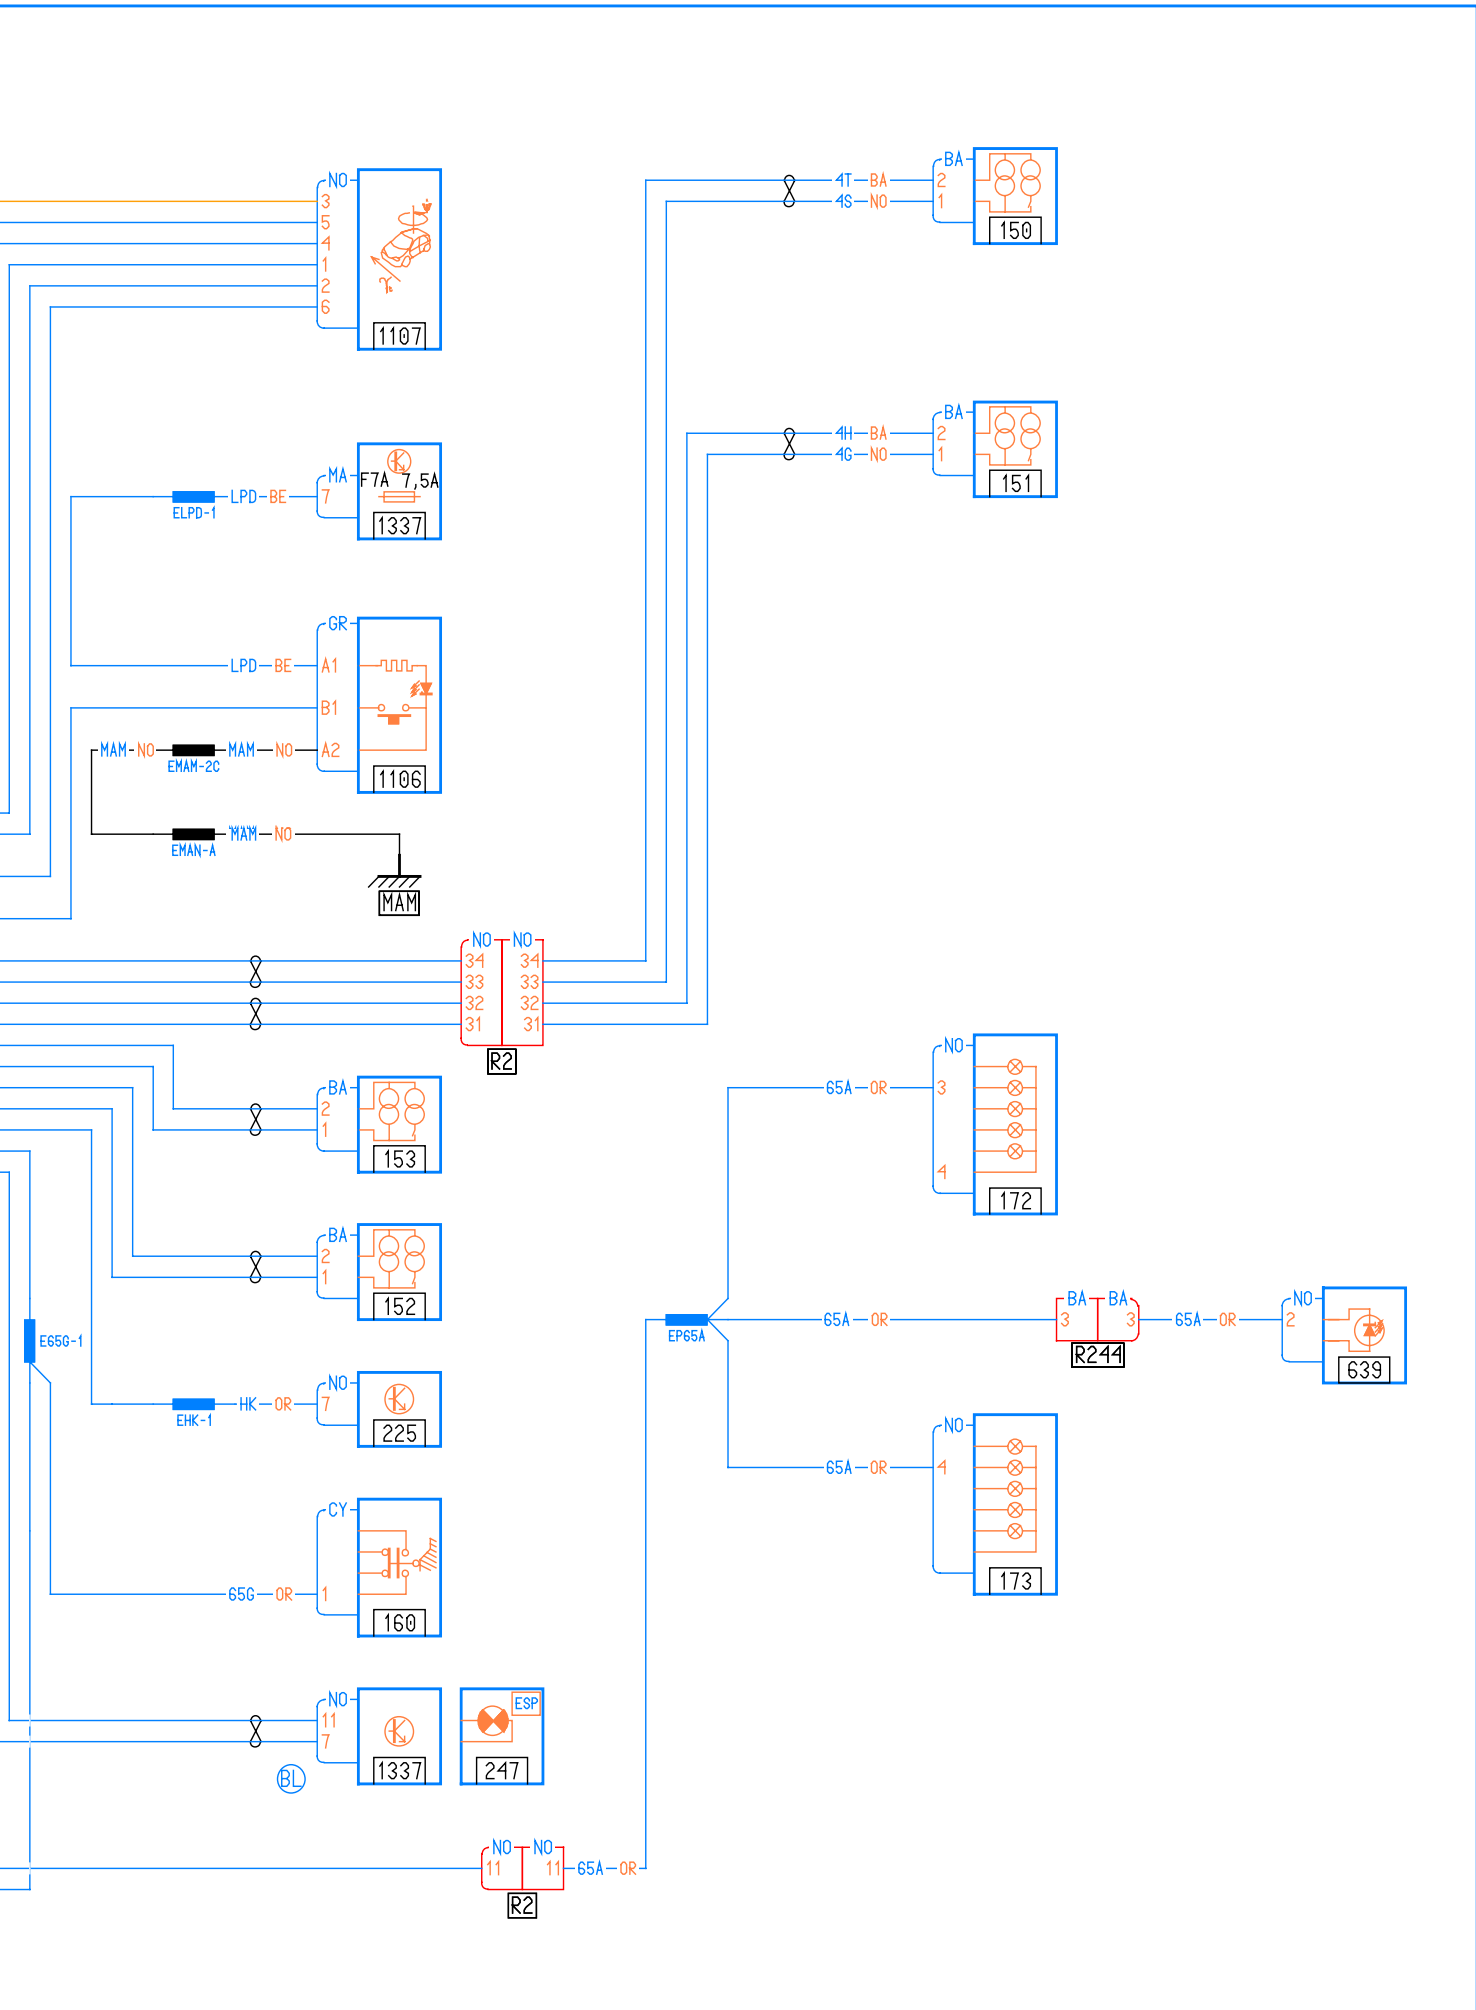 NO
3
5
4
1
2
6
1107
4T BA
4S NO
BA
2
1
150
4H BA
4G NO
BA
2
1
151
MA
F7A 7,5A
LPD BE 7
ELPD-1
1337
GR
LPD BE A1
B1
MAM NO MAM NO A2
EMAM-2C
1106
MAM NO
EMAN-A
MAM
NO NO
34 34
33 33
32 32
31 31
R2
BA
2
1
153
BA
2
1
152
E65G-1
NO
HK OR 7
EHK-1
225
CY
65G OR 1
160
NO
11
7
1337
BL
ESP
247
NO NO
11 11 65A OR
R2
NO
65A OR 3
4
172
EP65A
65A OR
BA BA
3 3
R244
65A OR
NO
2
639
NO
65A OR 4
173